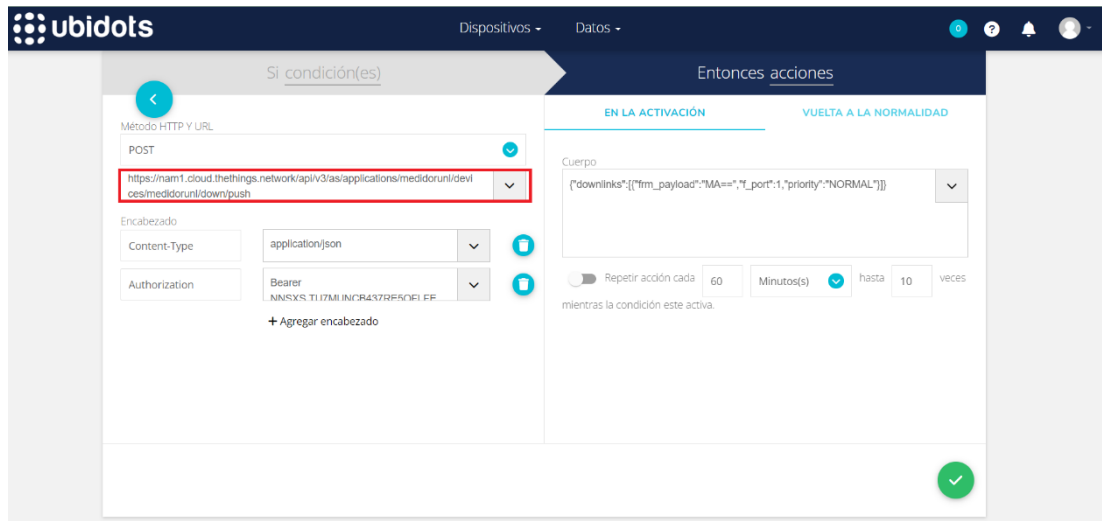 ubidots
Dispositivos
Datos
0
?
Si condición(es)
Entonces acciones
EN LA ACTIVACIÓN
VUELTA A LA NORMALIDAD
Método HTTP Y URL
POST
https://nam1.cloud.thethings.network/api/v3/as/applications/medidorunl/devi
ces/medidorunl/down/push
Encabezado
Content-Type
application/json
Authorization
Bearer
+ Agregar encabezado
Cuerpo
{"downlinks":[{"frm_payload":"MA==","f_port":1,"priority":"NORMAL"}]}
Repetir acción cada 60 Minutos(s) hasta 10 veces
mientras la condición este activa.